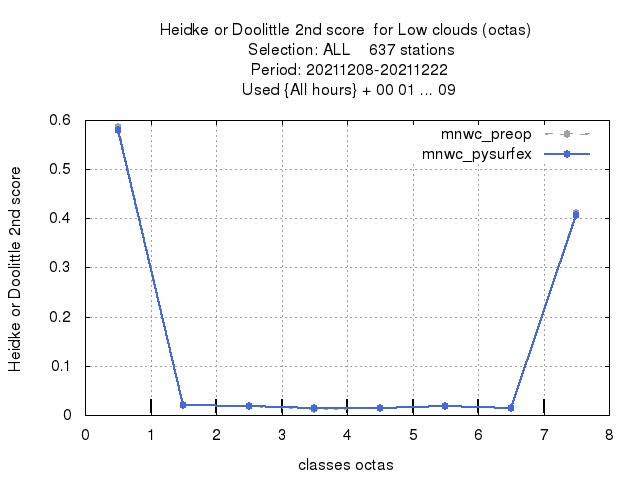 Heidke or Doolittle 2nd score  for Low clouds (octas)
Selection: ALL    637 stations
Period: 20211208-20211222
Used {All hours} + 00 01 ... 09
mnwc_preop
mnwc_pysurfex
Heidke or Doolittle 2nd score
0.6
0.5
0.4
0.3
0.2
0.1
0
0 1 2 3 4 5 6 7 8
classes octas